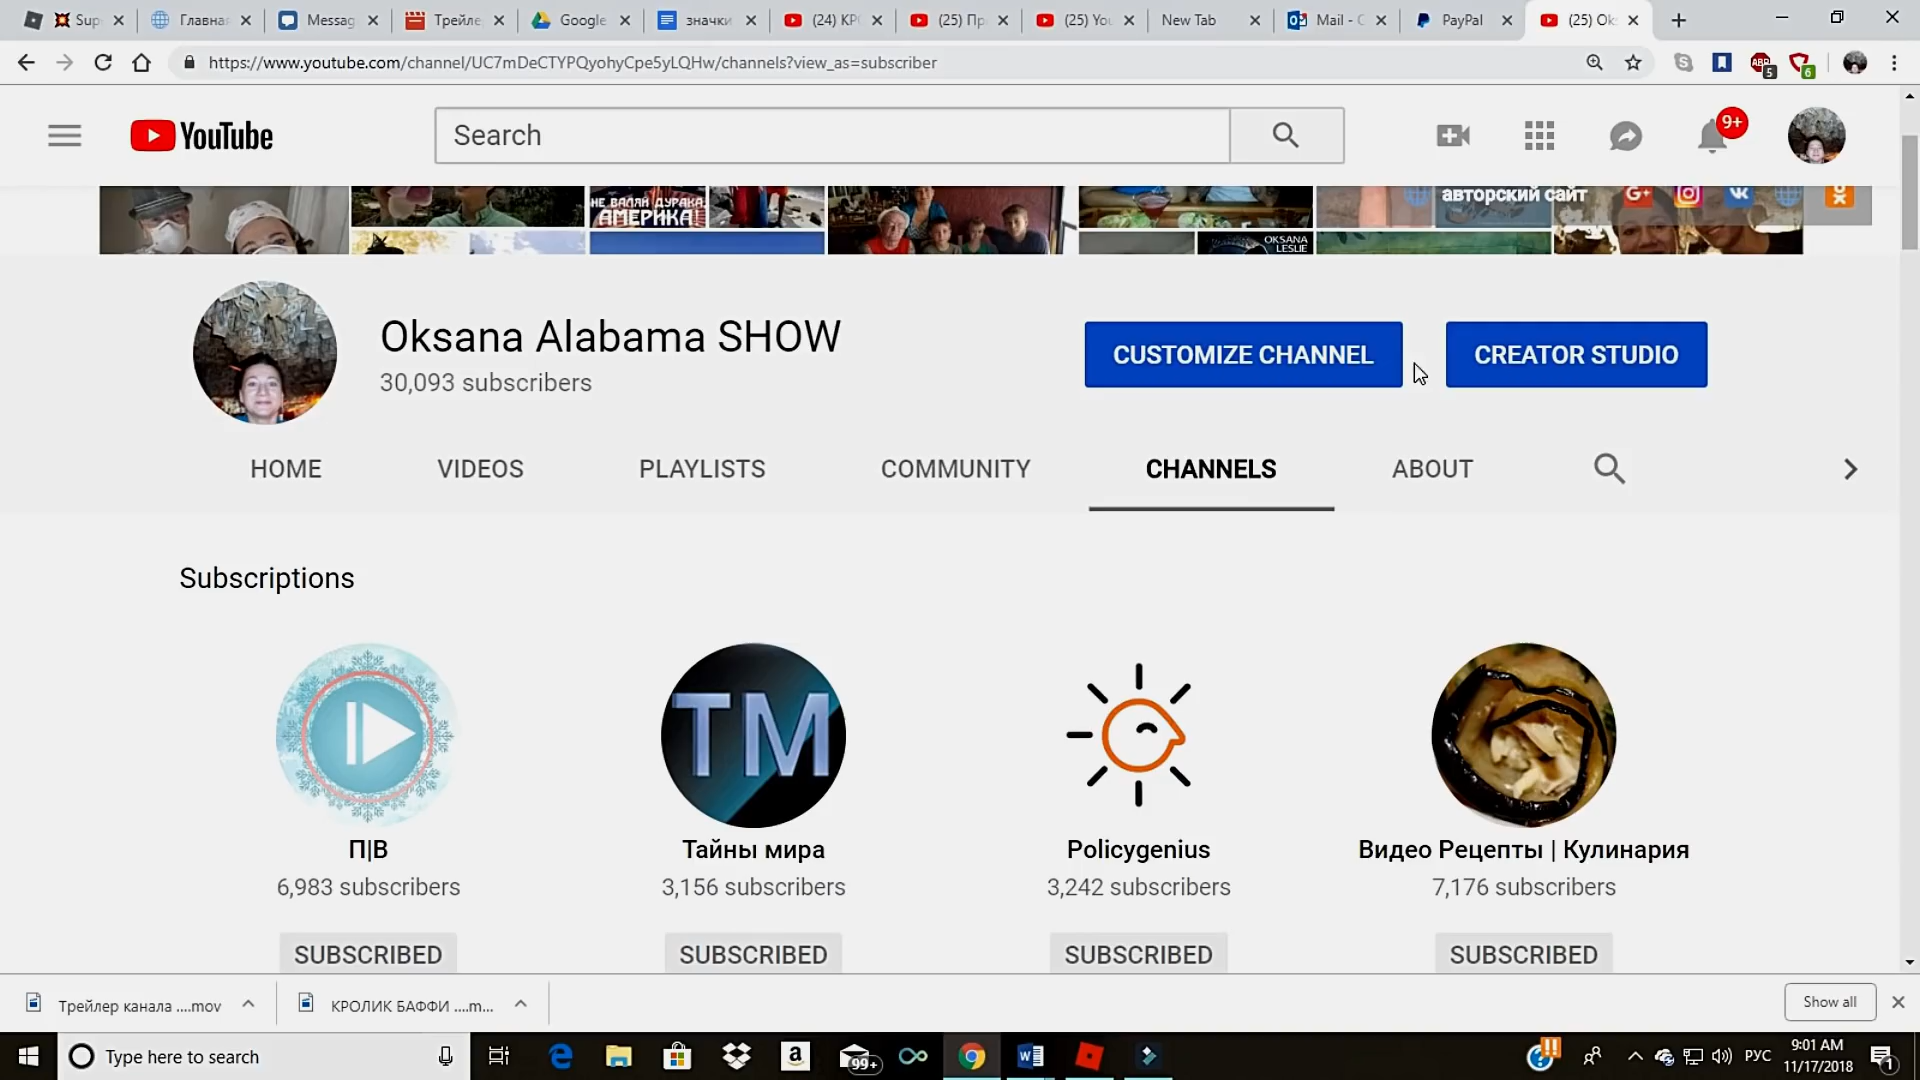 Sup
Главна
Messag
Трейле
Google
значки
(24) КР
(25) Пр
(25) You
New Tab
Mail - O
PayPal
(25) Ok
https://www.youtube.com/channel/UC7mDeCTYPQyohyCpe5yLQHw/channels?view_as=subscriber
ABP
5
6
YouTube
Search
9+
НЕ ВАЛЯЙ ДУРАКА,
АМЕРИКА!
OKSANA
LESLIE
авторский сайт
G+
Oksana Alabama SHOW
30,093 subscribers
CUSTOMIZE CHANNEL
CREATOR STUDIO
HOME
VIDEOS
PLAYLISTS
COMMUNITY
CHANNELS
ABOUT
Subscriptions
TM
П|В
Тайны мира
Policygenius
Видео Рецепты | Кулинария
6,983 subscribers
3,156 subscribers
3,242 subscribers
7,176 subscribers
SUBSCRIBED
SUBSCRIBED
SUBSCRIBED
SUBSCRIBED
Трейлер канала ....mov
КРОЛИК БАФФИ ....m...
Show all
Type here to search
99+
РУС
9:01 AM
11/17/2018
1